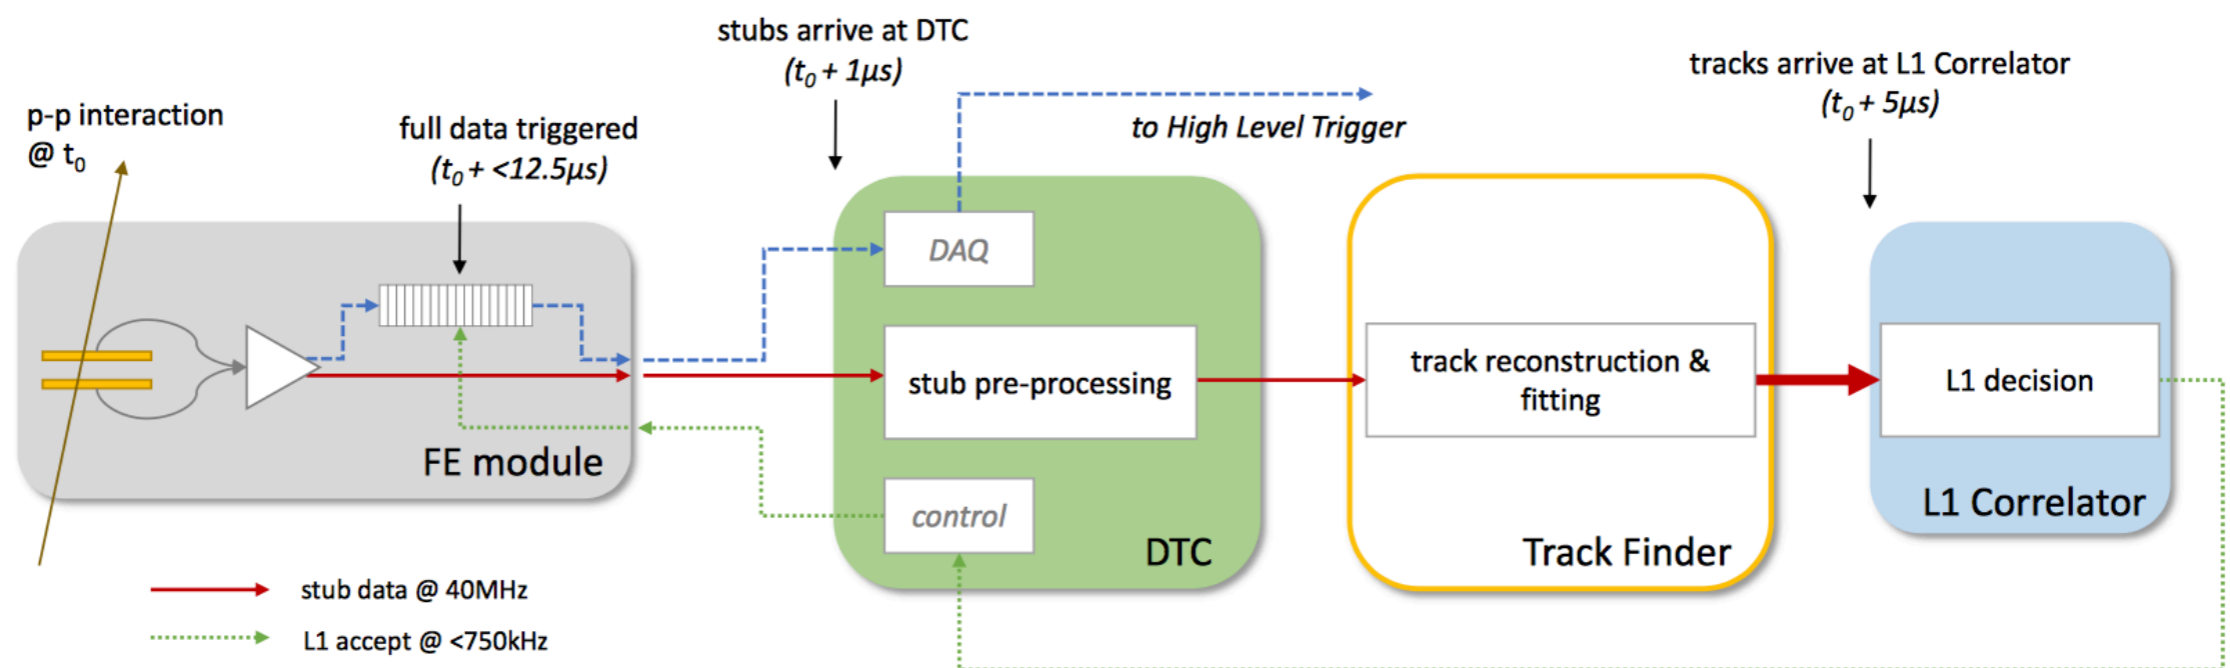 stubs arrive at DTC
(t0 + 1μs)
tracks arrive at L1 Correlator
(t0 + 5μs)
p-p interaction
@ t0
full data triggered
(t0 + <12.5μs)
to High Level Trigger
DAQ
stub pre-processing
track reconstruction &
fitting
L1 decision
FE module
control
DTC
Track Finder
L1 Correlator
stub data @ 40MHz
L1 accept @ <750kHz